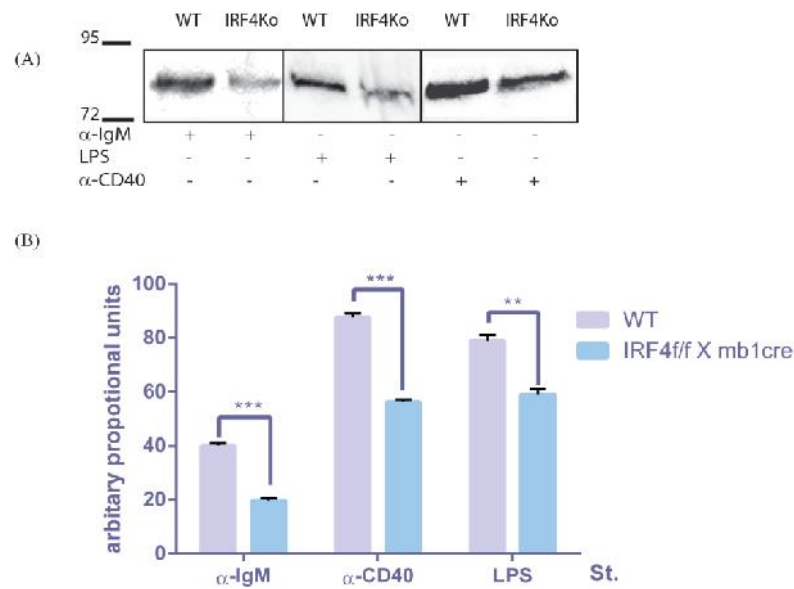 WT IRF4Ko WT IRF4Ko WT IRF4Ko
95
(A)
72
α-IgM + + - - - -
LPS - - + + - -
α-CD40 - - - - + +
(B)
100
80
60
40
20
0
arbitary propotional units
*** *** **
WT
IRF4f/f X mb1cre
α-IgM α-CD40 LPS St.